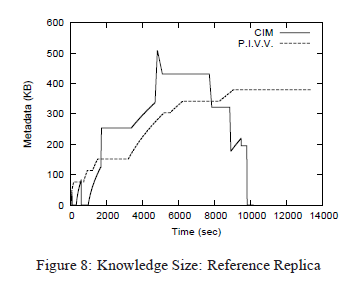 600
500
400
300
200
100
0
Metadata (KB)
CIM
P.I.V.V.
0 2000 4000 6000 8000 10000 12000 14000
Time (sec)
Figure 8: Knowledge Size: Reference Replica